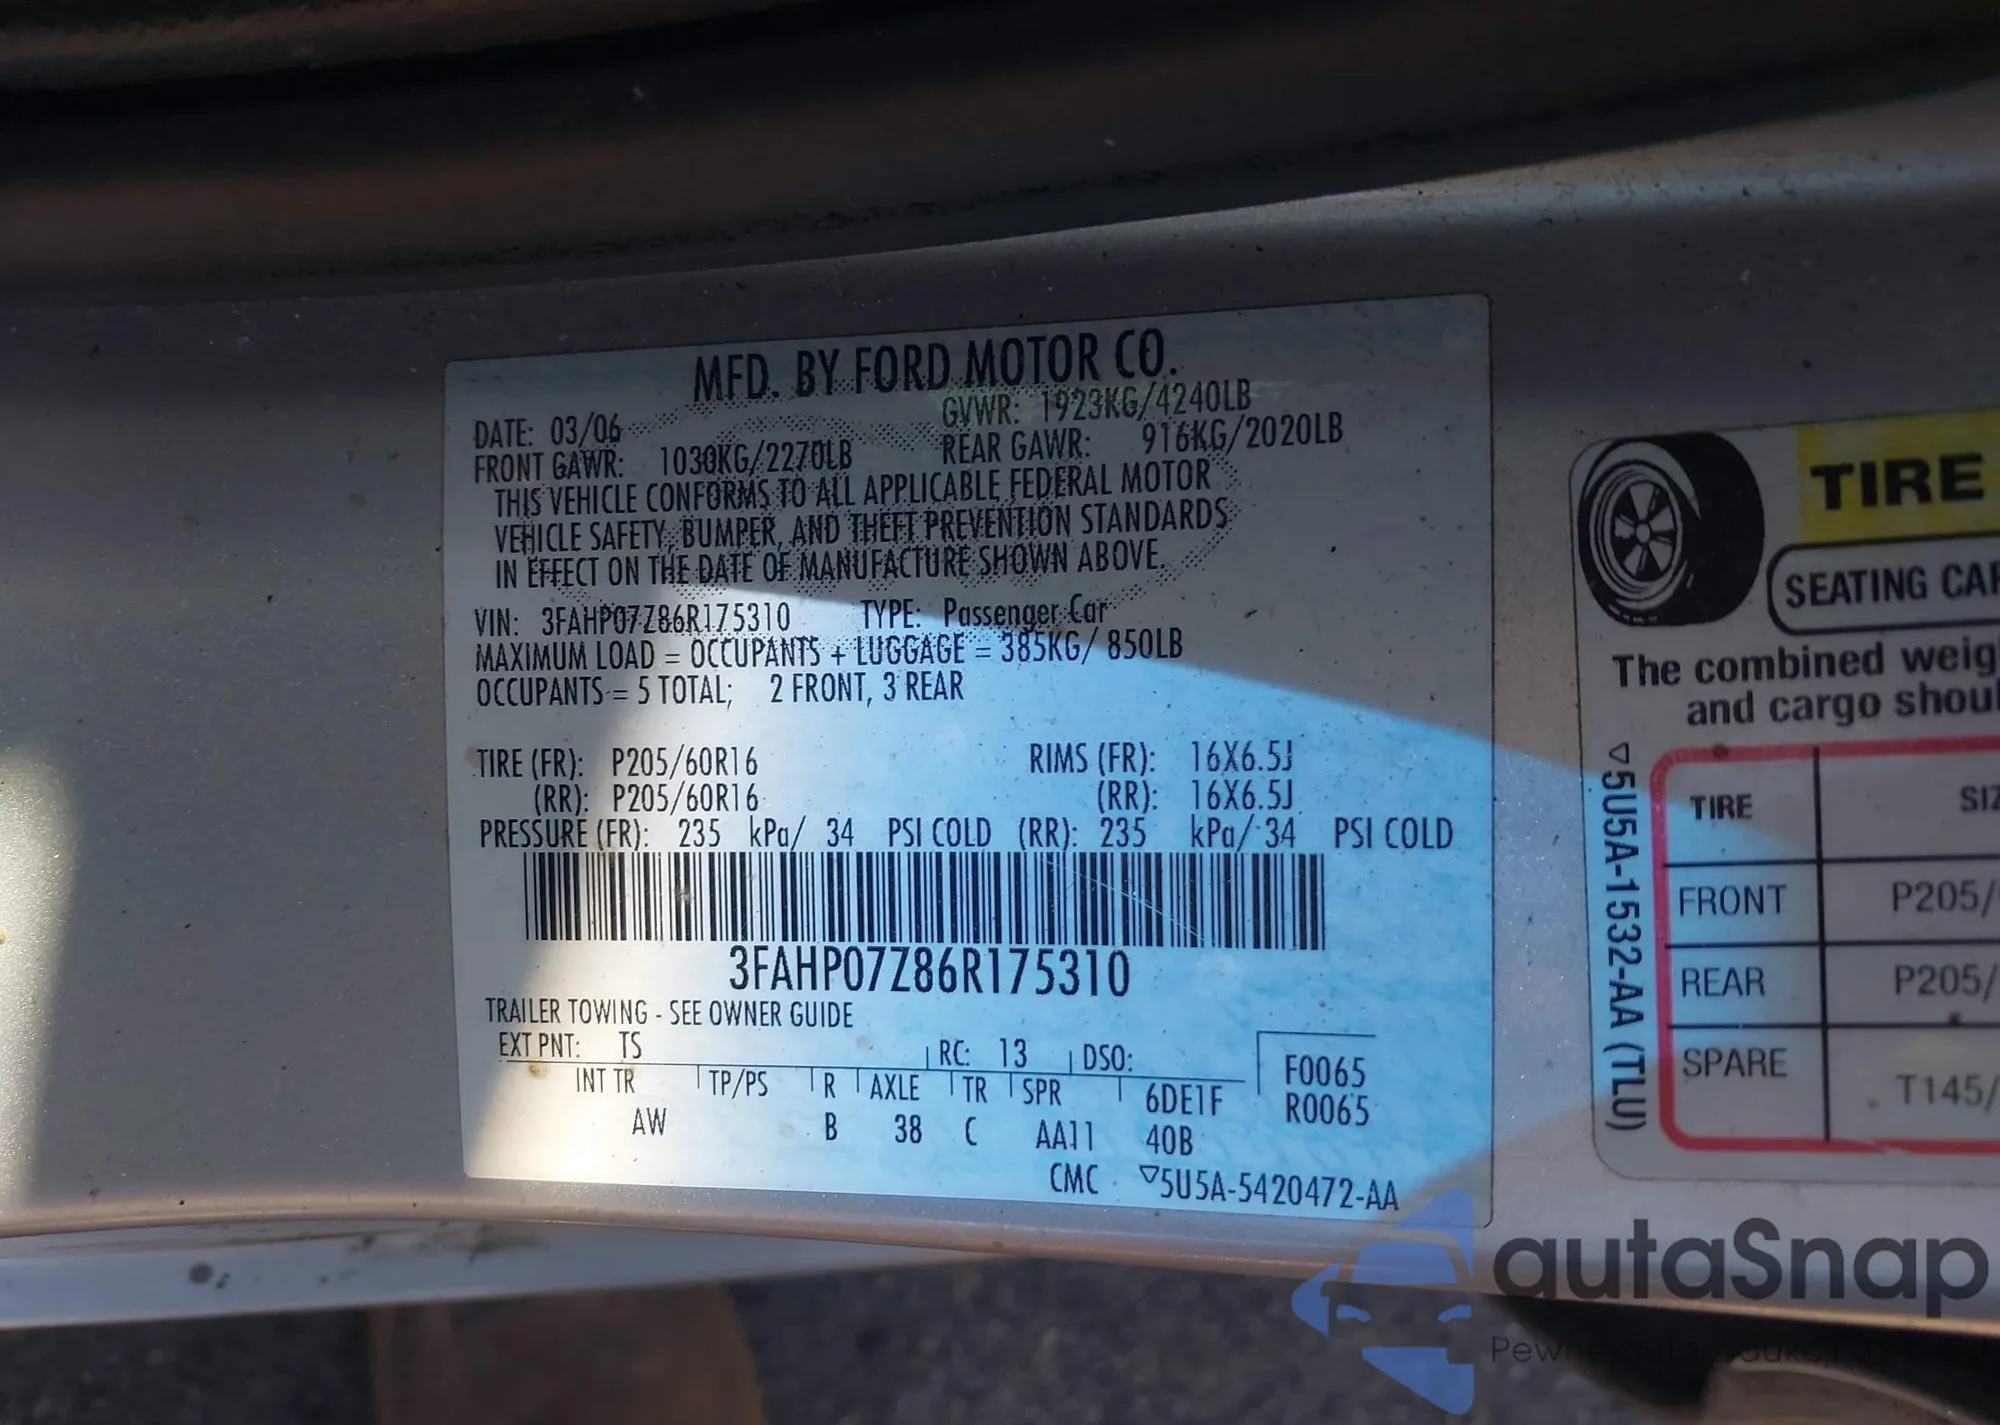 MFD. BY FORD MOTOR CO.
DATE: 03/06 GVWR: 1923KG/4240LB
FRONT GAWR: 1030KG/2270LB REAR GAWR: 916KG/2020LB
THIS VEHICLE CONFORMS TO ALL APPLICABLE FEDERAL MOTOR
VEHICLE SAFETY, BUMPER, AND THEFT PREVENTION STANDARDS
IN EFFECT ON THE DATE OF MANUFACTURE SHOWN ABOVE.
VIN: 3FAHP07Z86R175310 TYPE: Passenger Car
MAXIMUM LOAD = OCCUPANTS + LUGGAGE = 385KG/ 850LB
OCCUPANTS = 5 TOTAL; 2 FRONT, 3 REAR
TIRE (FR): P205/60R16 RIMS (FR): 16X6.5J
(RR): P205/60R16 (RR): 16X6.5J
PRESSURE (FR): 235 kPa/ 34 PSI COLD (RR): 235 kPa/ 34 PSI COLD
3FAHP07Z86R175310
TRAILER TOWING - SEE OWNER GUIDE
EXT PNT: TS RC: 13 DSO:
INT TR TP/PS R AXLE TR SPR 6DE1F F0065
R0065
AW B 38 C AA11 40B
CMC ▽5U5A-5420472-AA
TIRE
SEATING CAP
The combined weig
and cargo shoul
▽5U5A-1532-AA (TLU)
TIRE SIZ
FRONT P205/
REAR P205/
SPARE T145/
autaSnap